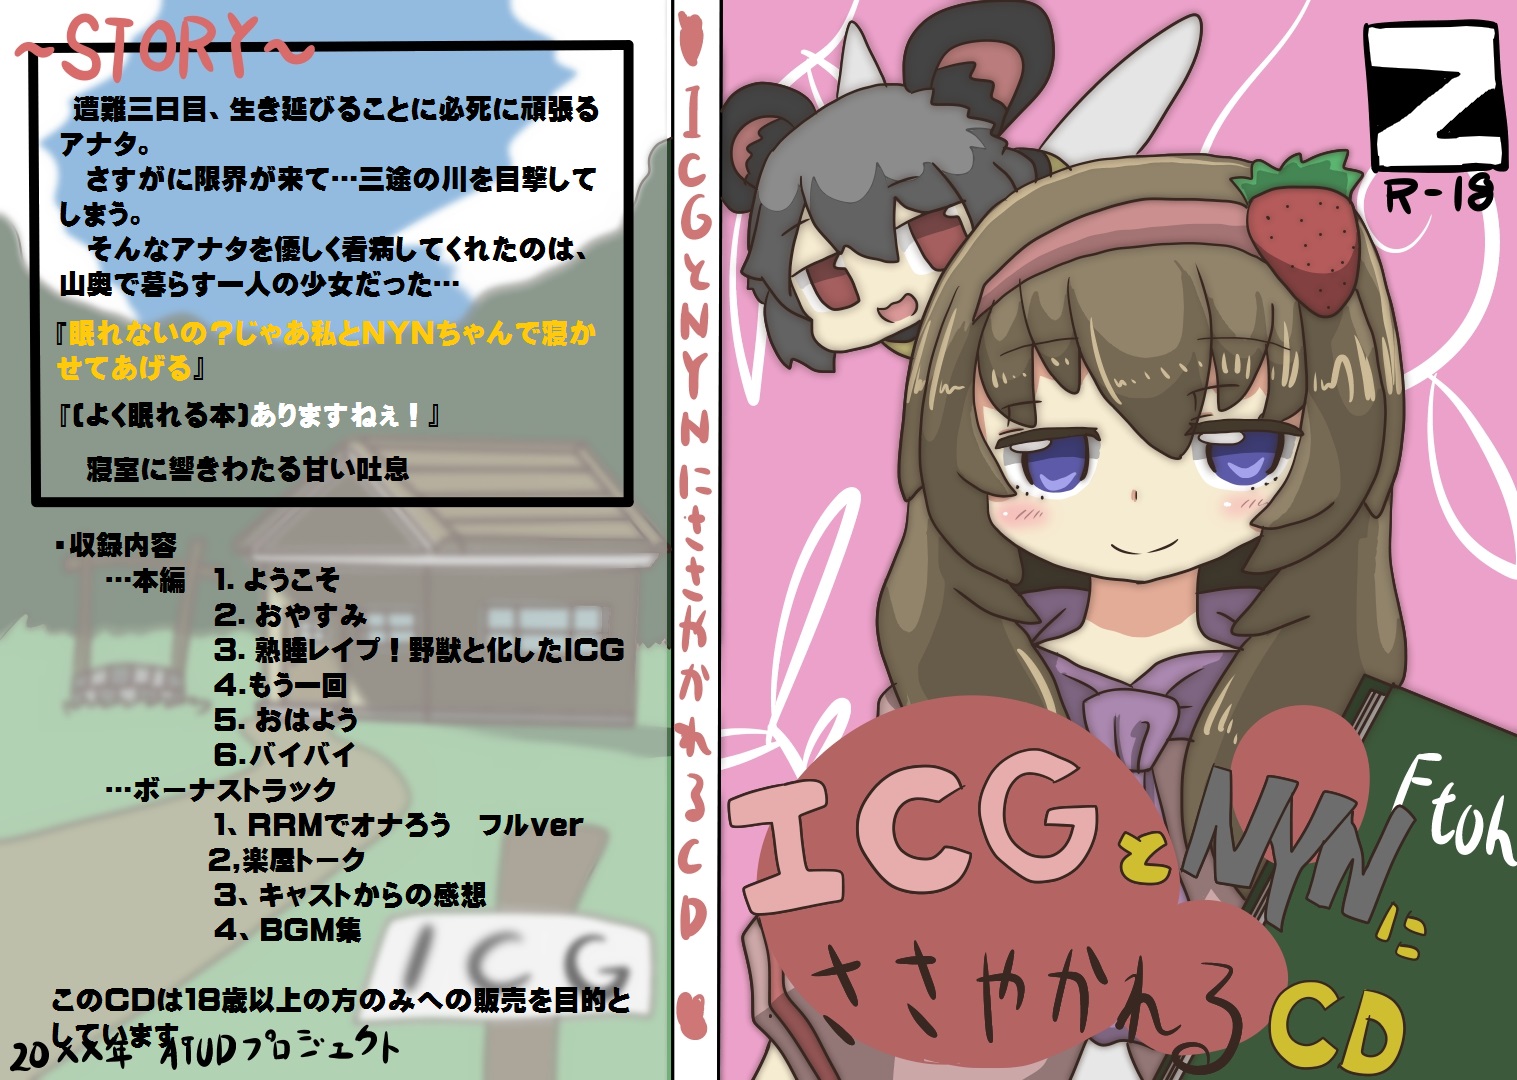 ～STORY～
遭難三日目、生き延びることに必死に頑張る
アナタ。
さすがに限界が来て…三途の川を目撃して
しまう。
そんなアナタを優しく看病してくれたのは、
山奥で暮らす一人の少女だった…
『眠れないの？じゃあ私とNYNちゃんで寝か
せてあげる』
『(よく眠れる本)ありますねぇ！』
寝室に響きわたる甘い吐息
・収録内容
…本編 1. ようこそ
2. おやすみ
3. 熟睡レイプ！野獣と化したICG
4.もう一回
5. おはよう
6.バイバイ
…ボーナストラック
1、RRMでオナろう フルver
2,楽屋トーク
3、キャストからの感想
4、BGM集
ICG
このCDは18歳以上の方のみへの販売を目的と
しています。
20××年 ATUDプロジェクト
♥ICGとNYNにささやかれるCD♥
Z
R-18
Ftoh
ICGとNYNに
ささやかれる
CD